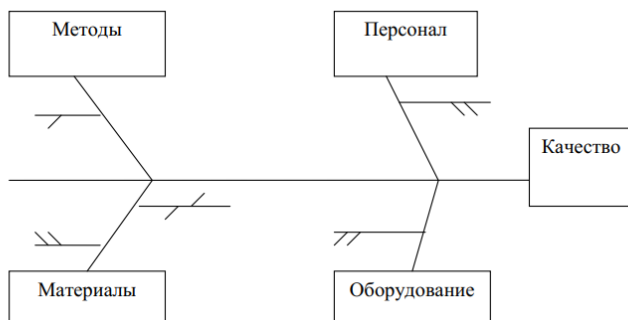 Методы
Персонал
Качество
Материалы
Оборудование